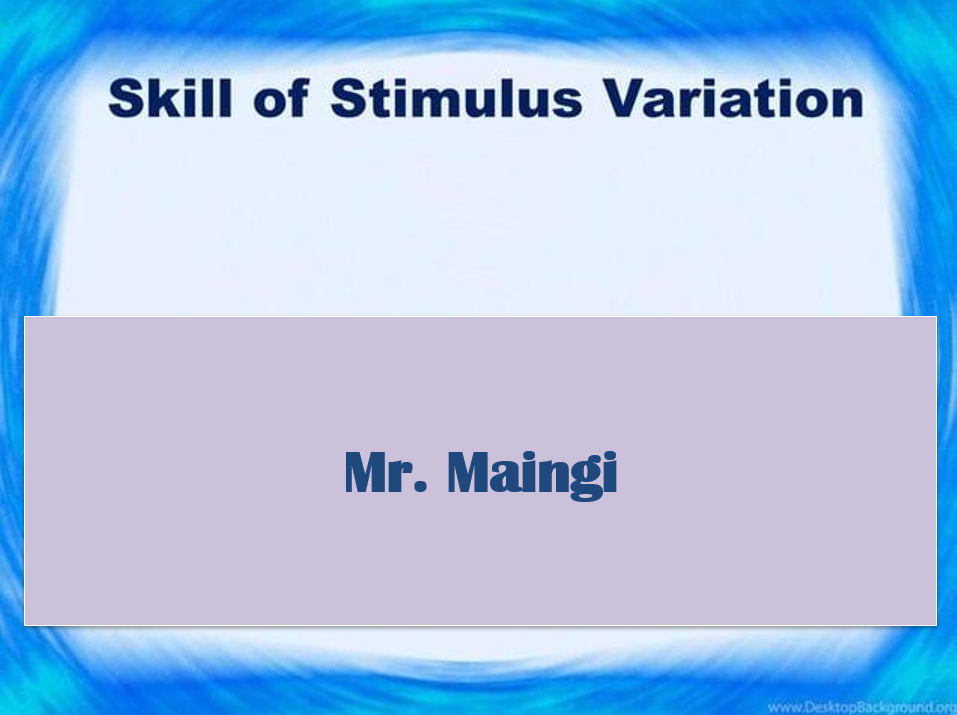 Skill of Stimulus Variation
Mr. Maingi
www.DesktopBackground.org